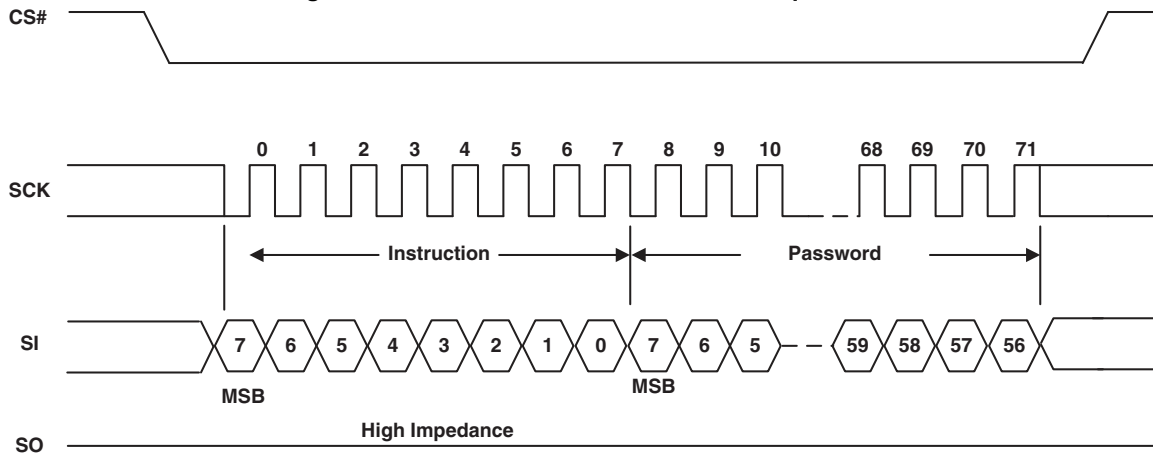 CS#
0 1 2 3 4 5 6 7 8 9 10 68 69 70 71
SCK
Instruction Password
SI 7 6 5 4 3 2 1 0 7 6 5 59 58 57 56
MSB MSB
High Impedance
SO